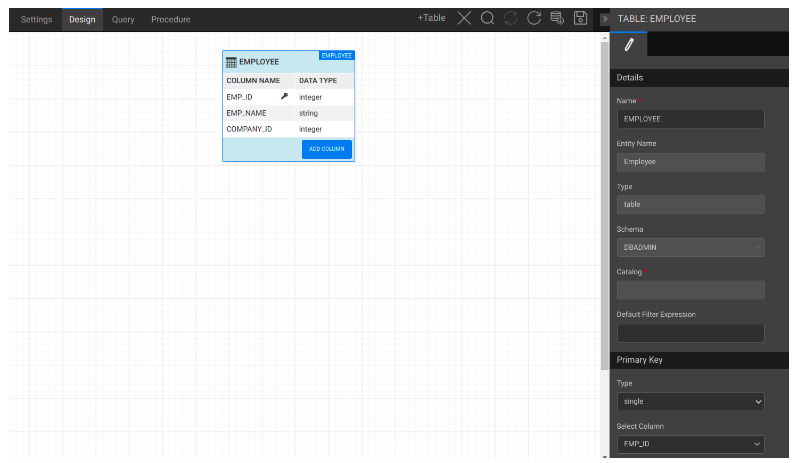 Settings Design Query Procedure +Table
EMPLOYEE
EMPLOYEE
COLUMN NAME DATA TYPE
EMP_ID integer
EMP_NAME string
COMPANY_ID integer
ADD COLUMN
TABLE: EMPLOYEE
Details
Name *
EMPLOYEE
Entity Name
Employee
Type
table
Schema
DBADMIN
Catalog *
Default Filter Expression
Primary Key
Type
single
Select Column
EMP_ID